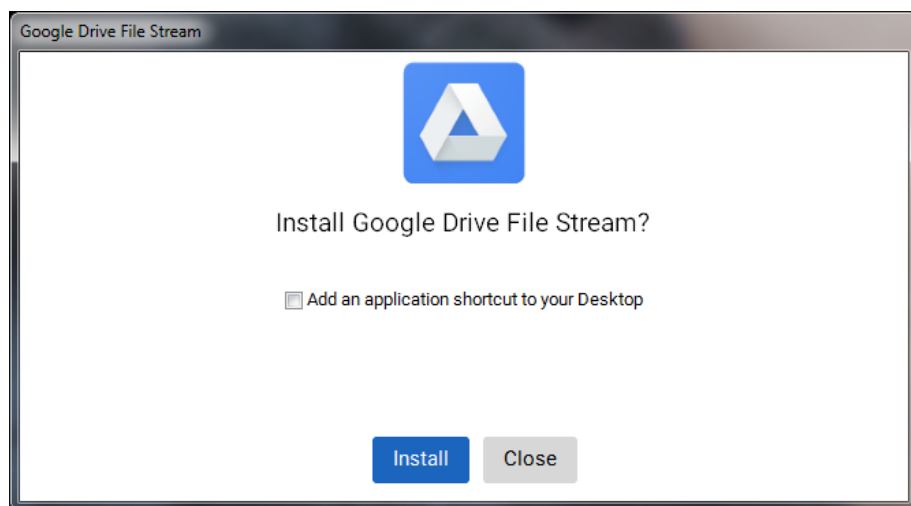 Google Drive File Stream
Install Google Drive File Stream?
Add an application shortcut to your Desktop
Install
Close